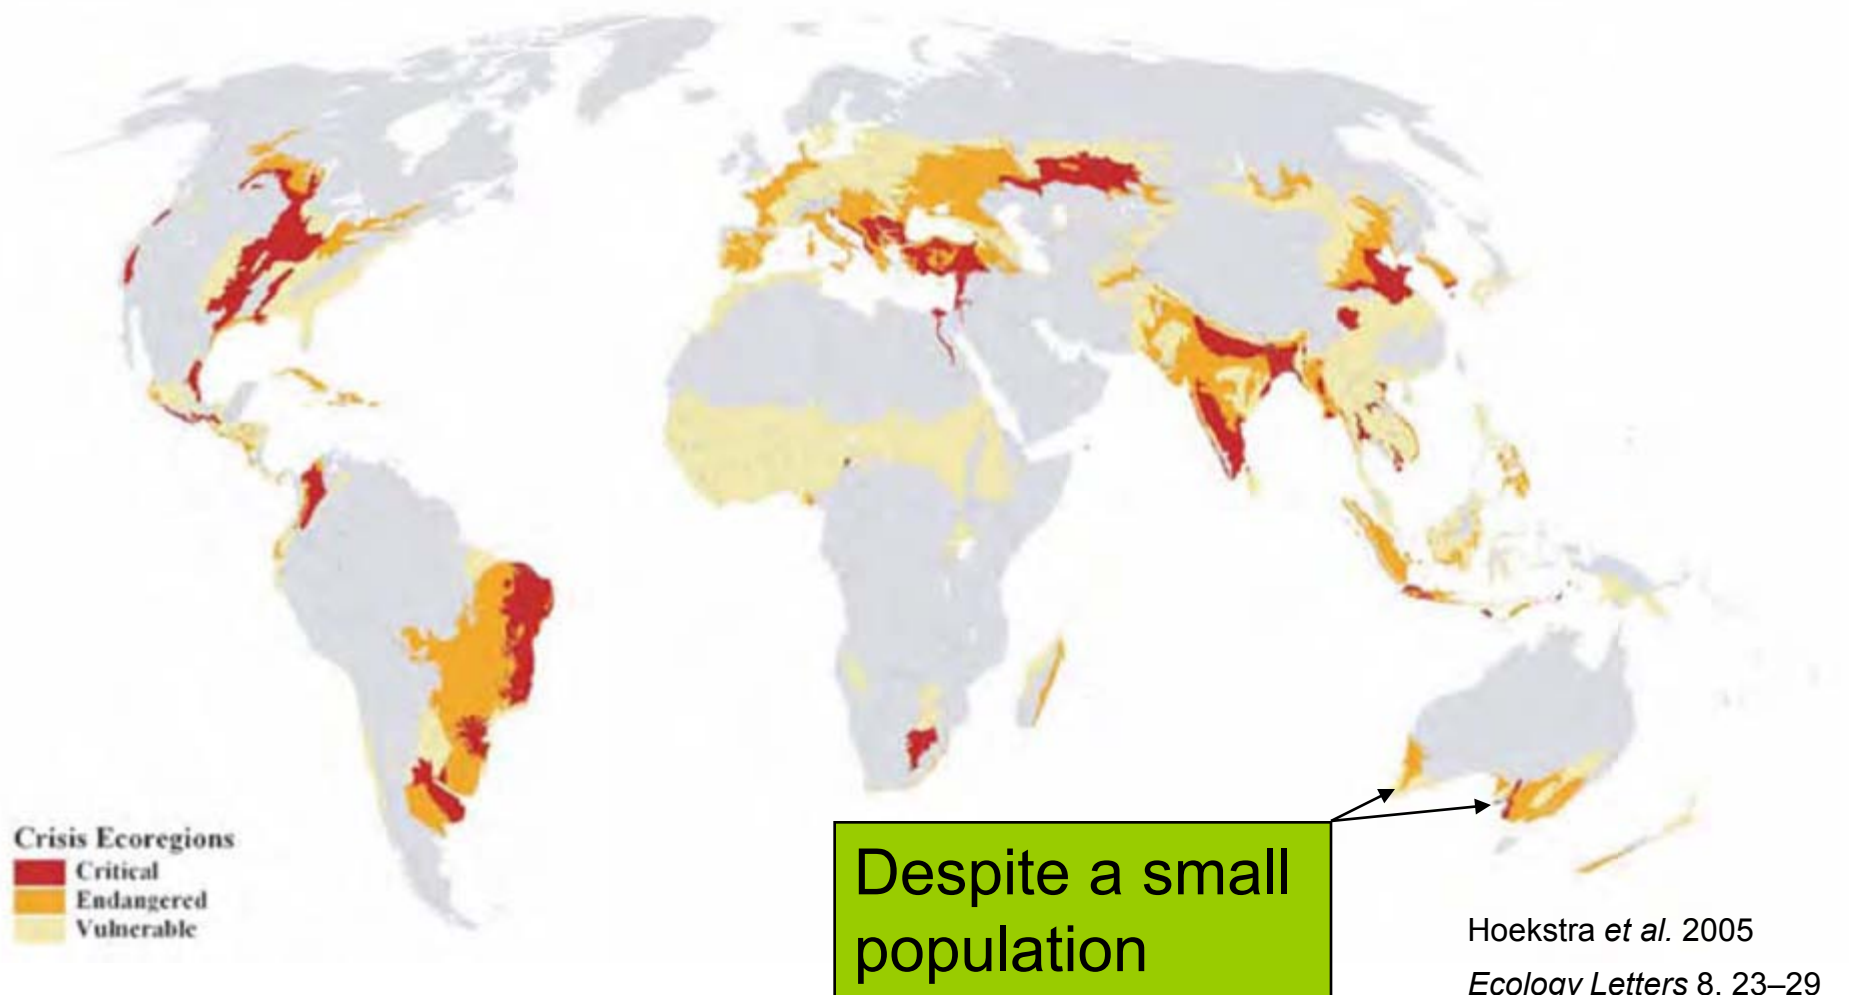 Crisis Ecoregions
Critical
Endangered
Vulnerable
Despite a small
population
Hoekstra et al. 2005
Ecology Letters 8, 23–29